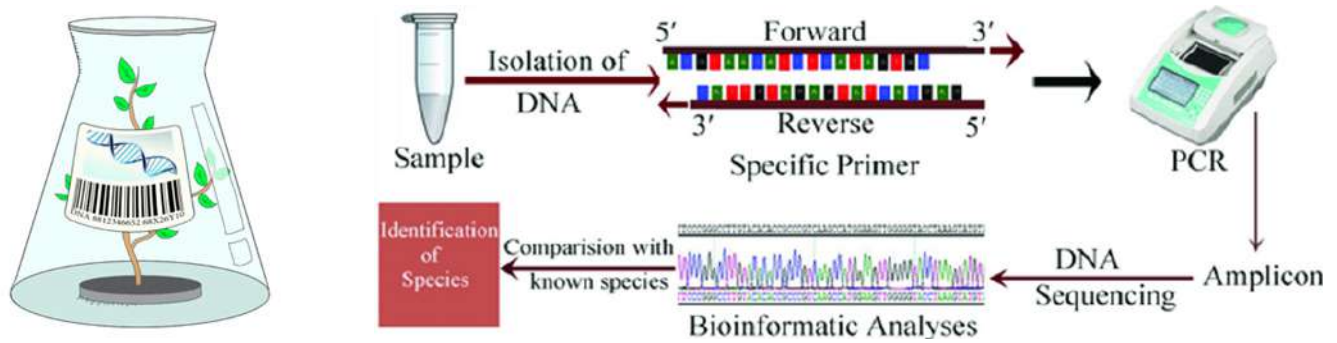 DNA
5'
Forward
3'
Isolation of
DNA
3'
Reverse
5'
Sample
Specific Primer
PCR
Identification
of
Species
Comparision with
known species
DNA
Sequencing
Amplicon
Bioinformatic Analyses